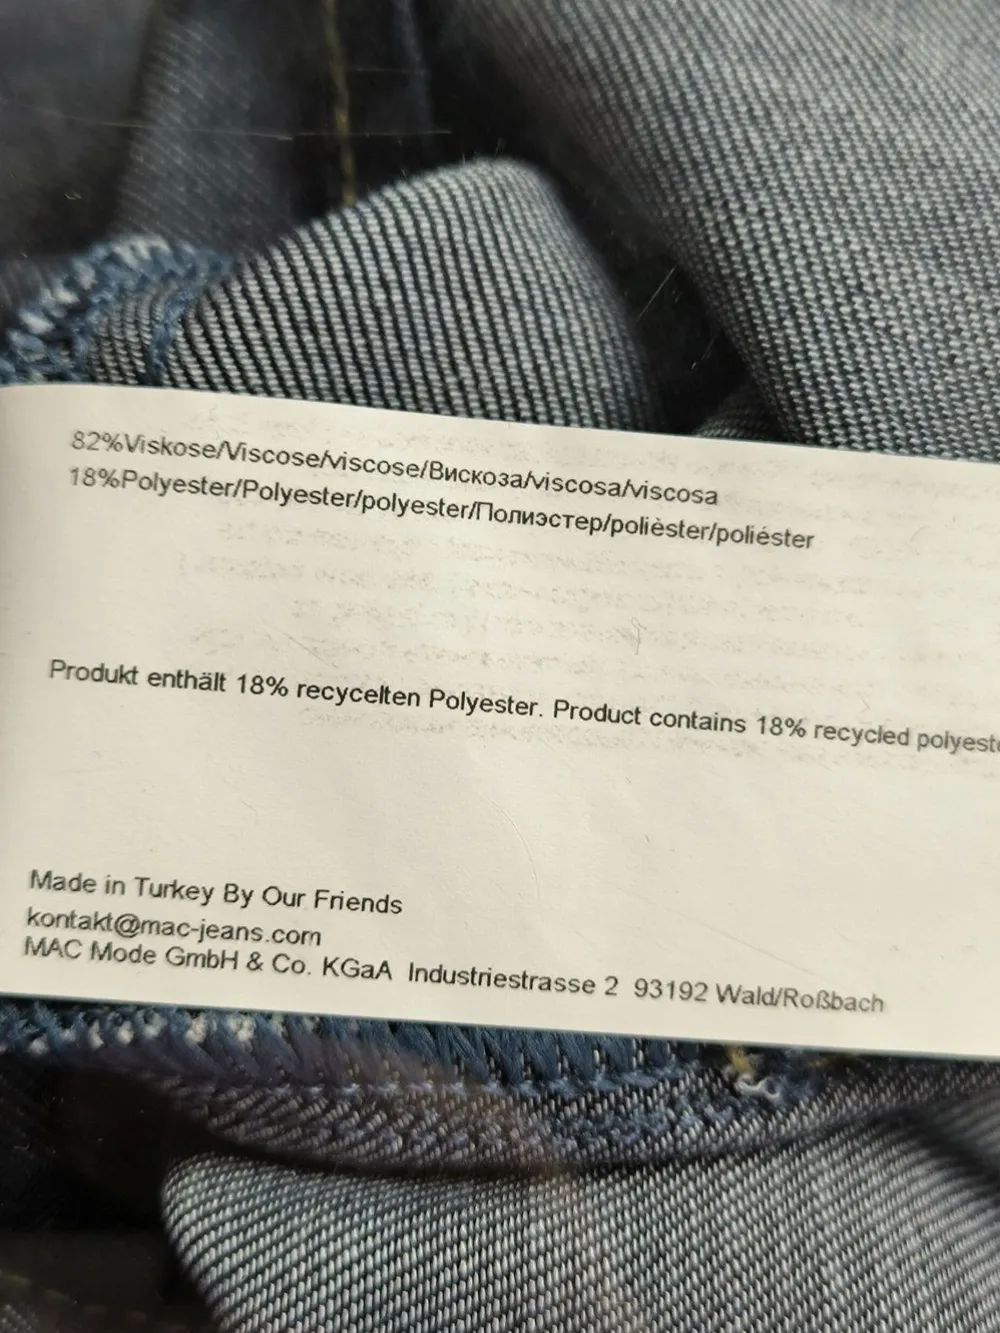 82%Viskose/Viscose/viscose/Вискоза/viscosa/viscosa
18%Polyester/Polyester/polyester/Полиэстер/polièster/poliéster
Produkt enthält 18% recycelten Polyester. Product contains 18% recycled
Made in Turkey By Our Friends
kontakt@mac-jeans.com
MAC Mode GmbH & Co. KGaA Industriestrasse 2 93192 Wald/Roßbach